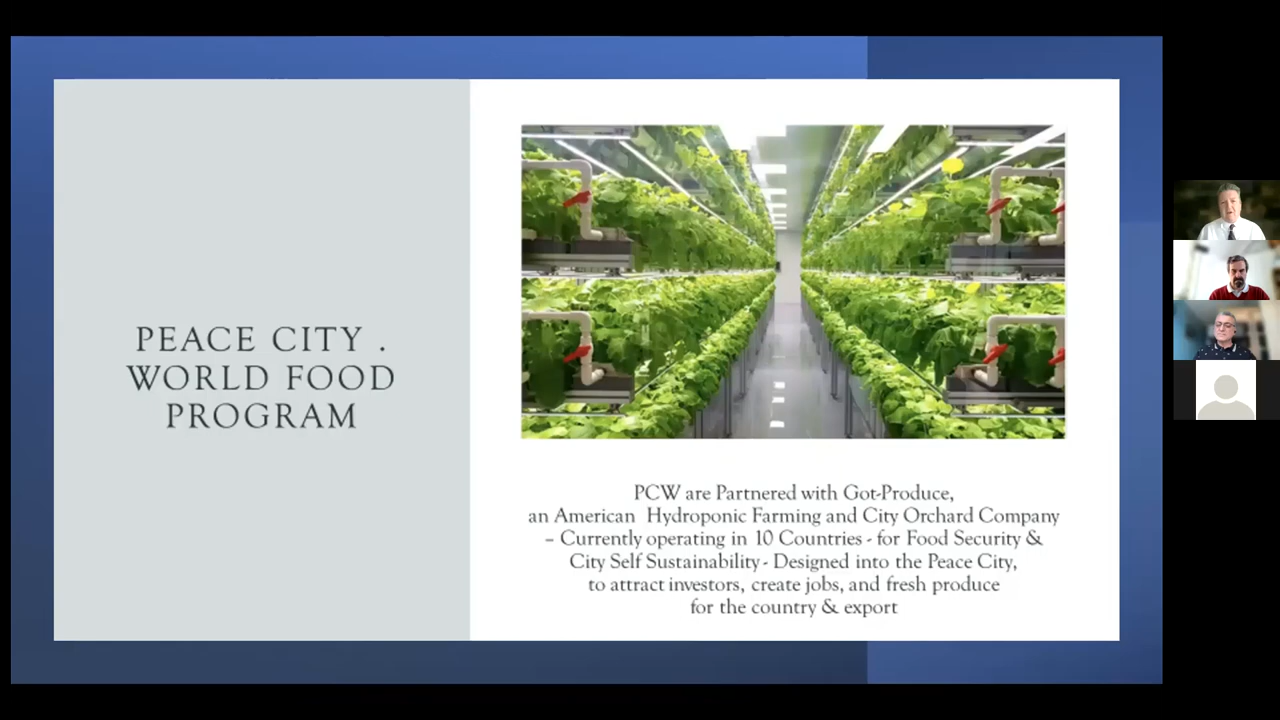 PEACE CITY .
WORLD FOOD
PROGRAM
PCW are Partnered with Got-Produce,
an American Hydroponic Farming and City Orchard Company
– Currently operating in 10 Countries - for Food Security &
City Self Sustainability - Designed into the Peace City,
to attract investors, create jobs, and fresh produce
for the country & export